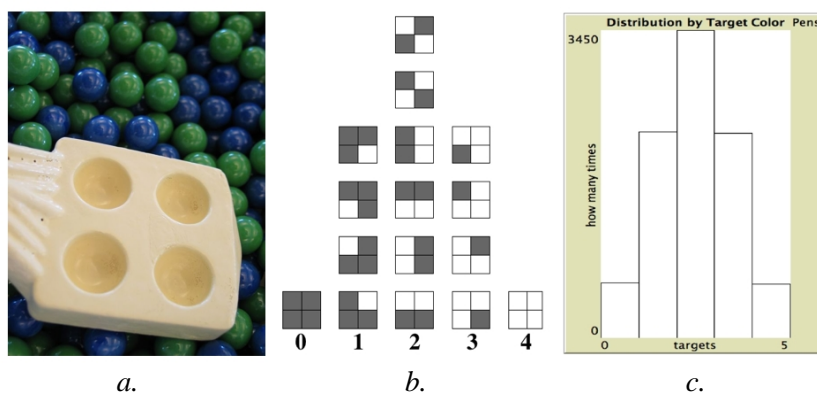 0 1 2 3 4
Distribution by Target Color Pens
3450
how many times
0
0 targets 5
a. b. c.